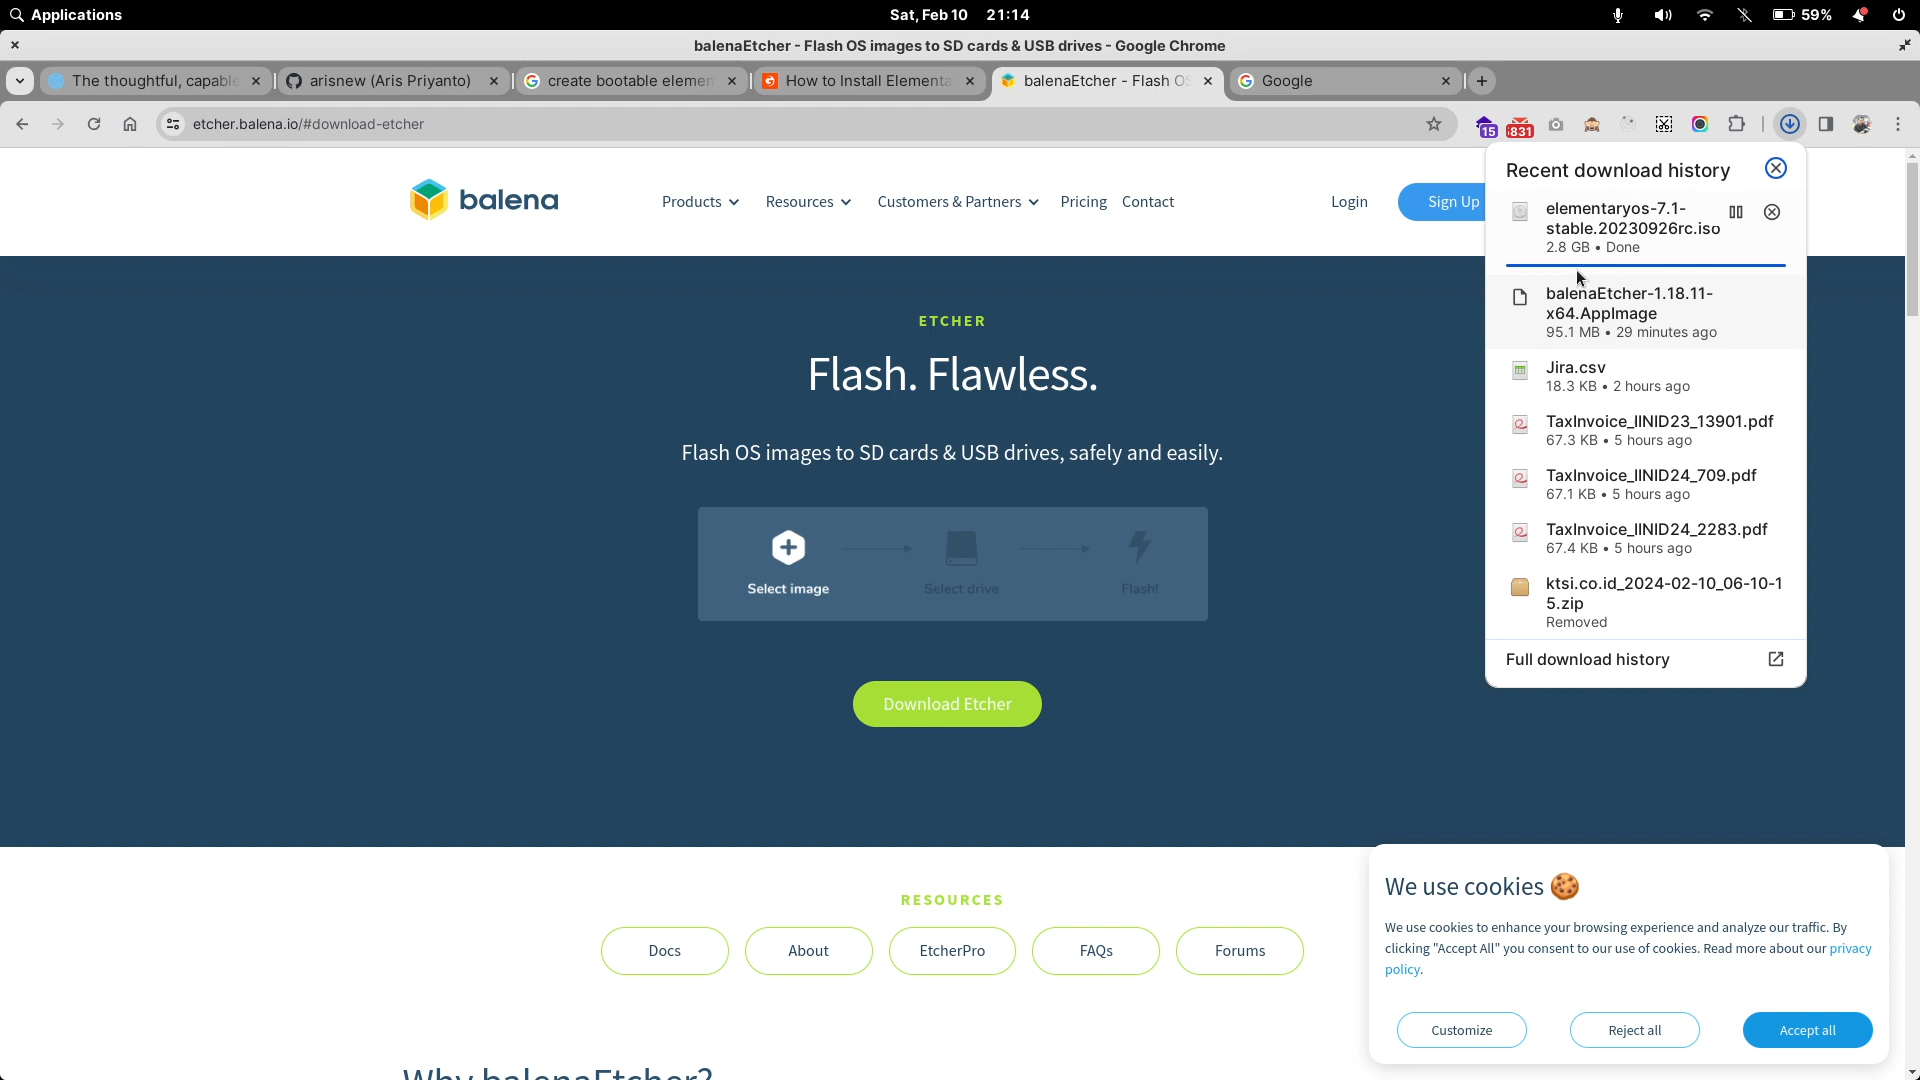 Applications
Sat, Feb 10 21:14
59%
balenaEtcher - Flash OS images to SD cards & USB drives - Google Chrome
The thoughtful, capable
arisnew (Aris Priyanto)
create bootable elemen
How to Install Elementa
balenaEtcher - Flash OS
Google
etcher.balena.io/#download-etcher
15
831
balena
Products
Resources
Customers & Partners
Pricing
Contact
Login
Sign Up
ETCHER
Flash. Flawless.
Flash OS images to SD cards & USB drives, safely and easily.
Select image
Select drive
Flash!
Download Etcher
RESOURCES
Docs
About
EtcherPro
FAQs
Forums
Why balenaEtcher?
Recent download history
elementaryos-7.1-
stable.20230926rc.iso
2.8 GB • Done
balenaEtcher-1.18.11-
x64.AppImage
95.1 MB • 29 minutes ago
Jira.csv
18.3 KB • 2 hours ago
TaxInvoice_IINID23_13901.pdf
67.3 KB • 5 hours ago
TaxInvoice_IINID24_709.pdf
67.1 KB • 5 hours ago
TaxInvoice_IINID24_2283.pdf
67.4 KB • 5 hours ago
ktsi.co.id_2024-02-10_06-10-1
5.zip
Removed
Full download history
We use cookies 🍪
We use cookies to enhance your browsing experience and analyze our traffic. By
clicking "Accept All" you consent to our use of cookies. Read more about our privacy
policy.
Customize
Reject all
Accept all